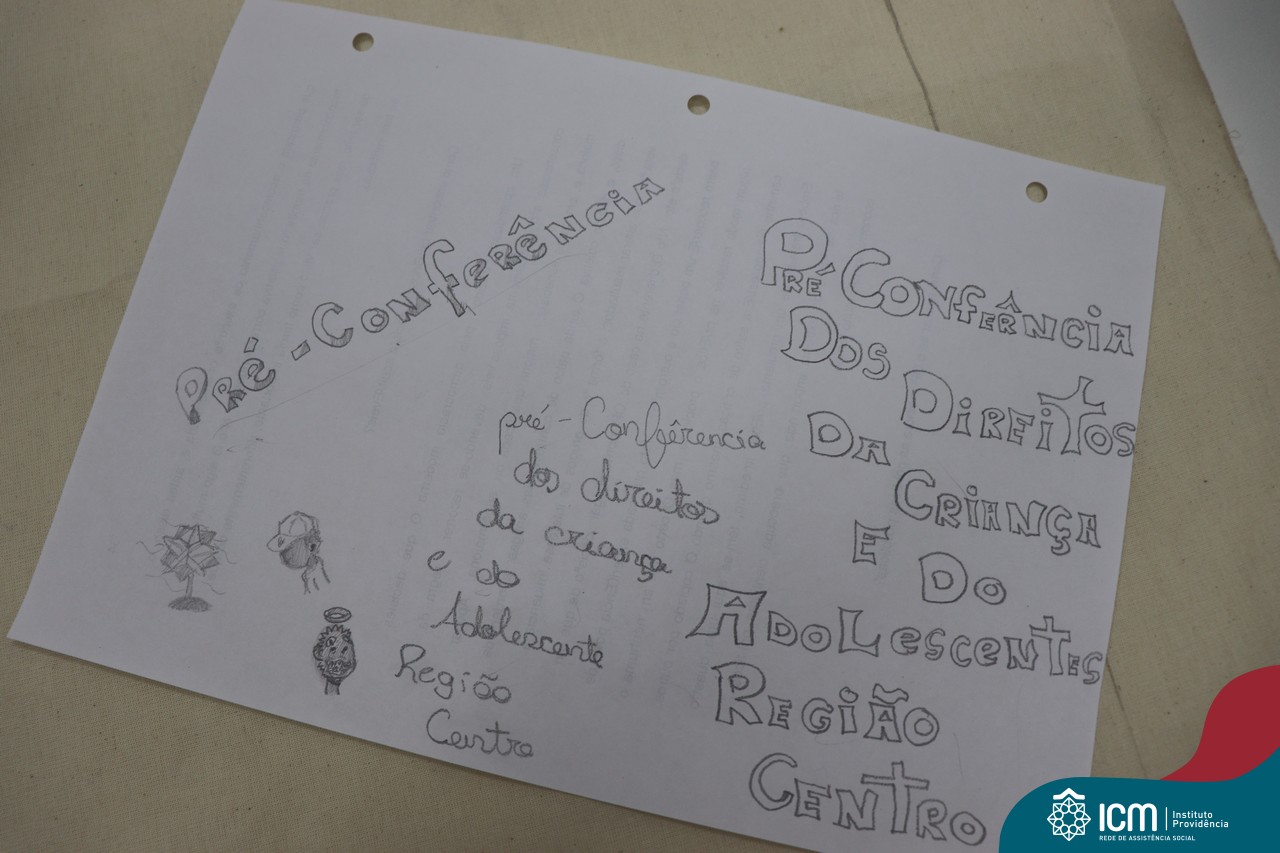 PRÉ-CONFERÊNCIA
pré-Confêrencia
dos direitos
da criança
e do
Adolescente
Região
Centro
PRÉ CONFERÊNCIA
DOS DIREITOS
DA CRIANÇA
E DO
ADOLESCENTES
REGIÃO
CENTRO
ICM
Instituto
Providência
REDE DE ASSISTÊNCIA SOCIAL